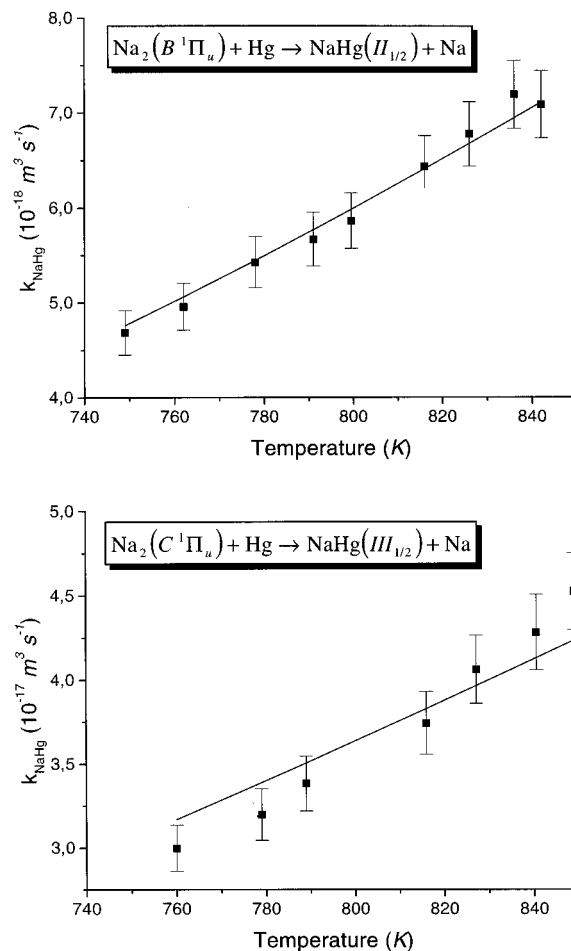 8,0
Na₂(B ¹Πᵤ) + Hg → NaHg(II₁/₂) + Na
7,0
6,0
5,0
4,0
k_NaHg (10⁻¹⁸ m³ s⁻¹)
740 760 780 800 820 840
Temperature (K)
5,0
Na₂(C ¹Πᵤ) + Hg → NaHg(III₁/₂) + Na
4,5
4,0
3,5
3,0
k_NaHg (10⁻¹⁷ m³ s⁻¹)
740 760 780 800 820 840
Temperature (K)